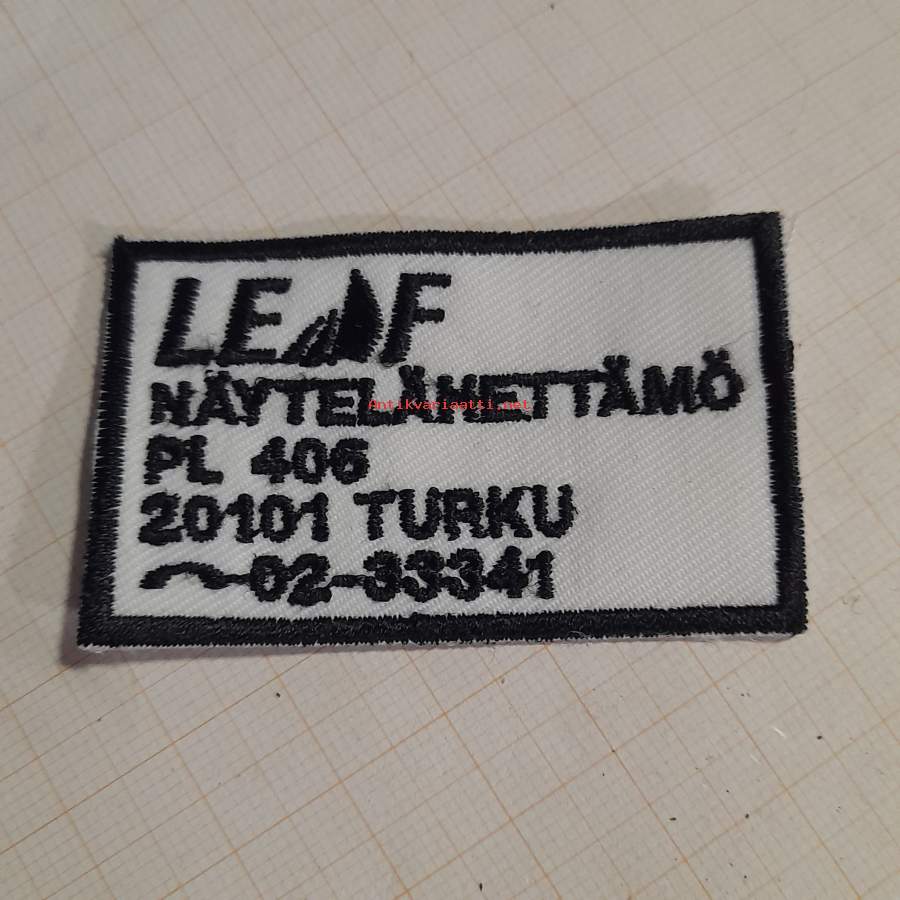 LEAF
NÄYTELÄHETTÄMÖ
Antikvariaatti.net
PL 406
20101 TURKU
02-33341